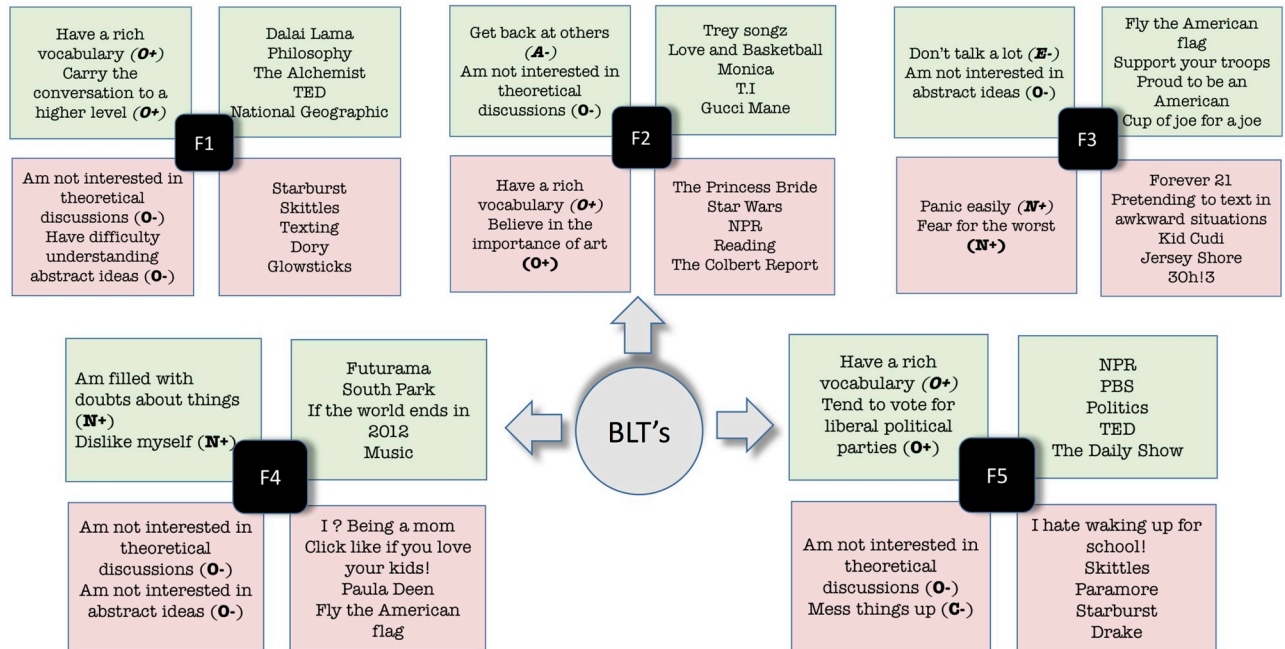 Have a rich
vocabulary (O+)
Carry the
conversation to a
higher level (O+)
Dalai Lama
Philosophy
The Alchemist
TED
National Geographic
F1
Am not interested in
theoretical
discussions (O-)
Have difficulty
understanding
abstract ideas (O-)
Starburst
Skittles
Texting
Dory
Glowsticks
Get back at others
(A-)
Am not interested in
theoretical
discussions (O-)
Trey songz
Love and Basketball
Monica
T.I
Gucci Mane
F2
Have a rich
vocabulary (O+)
Believe in the
importance of art
(O+)
The Princess Bride
Star Wars
NPR
Reading
The Colbert Report
Don't talk a lot (E-)
Am not interested in
abstract ideas (O-)
Fly the American
flag
Support your troops
Proud to be an
American
Cup of joe for a joe
F3
Panic easily (N+)
Fear for the worst
(N+)
Forever 21
Pretending to text in
awkward situations
Kid Cudi
Jersey Shore
3Oh!3
Am filled with
doubts about things
(N+)
Dislike myself (N+)
Futurama
South Park
If the world ends in
2012
Music
F4
Am not interested in
theoretical
discussions (O-)
Am not interested in
abstract ideas (O-)
I ? Being a mom
Click like if you love
your kids!
Paula Deen
Fly the American
flag
BLT's
Have a rich
vocabulary (O+)
Tend to vote for
liberal political
parties (O+)
NPR
PBS
Politics
TED
The Daily Show
F5
Am not interested in
theoretical
discussions (O-)
Mess things up (C-)
I hate waking up for
school!
Skittles
Paramore
Starburst
Drake